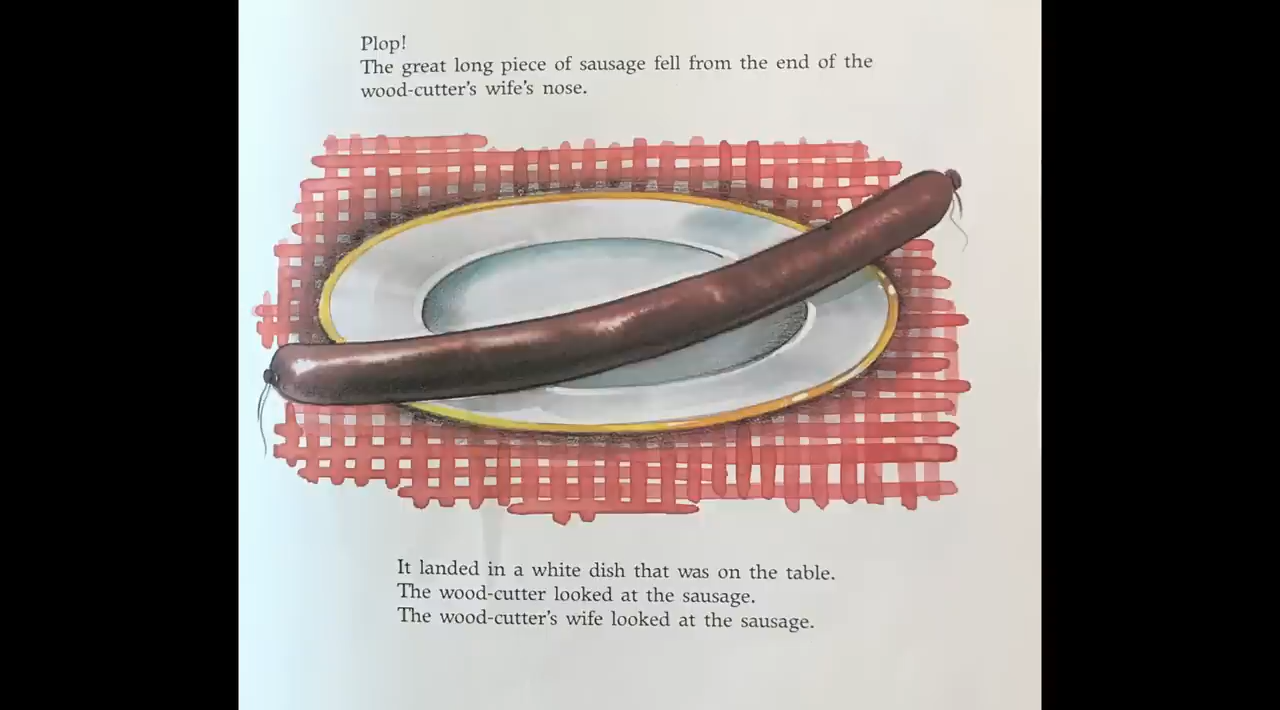 Plop!
The great long piece of sausage fell from the end of the
wood-cutter's wife's nose.
It landed in a white dish that was on the table.
The wood-cutter looked at the sausage.
The wood-cutter's wife looked at the sausage.